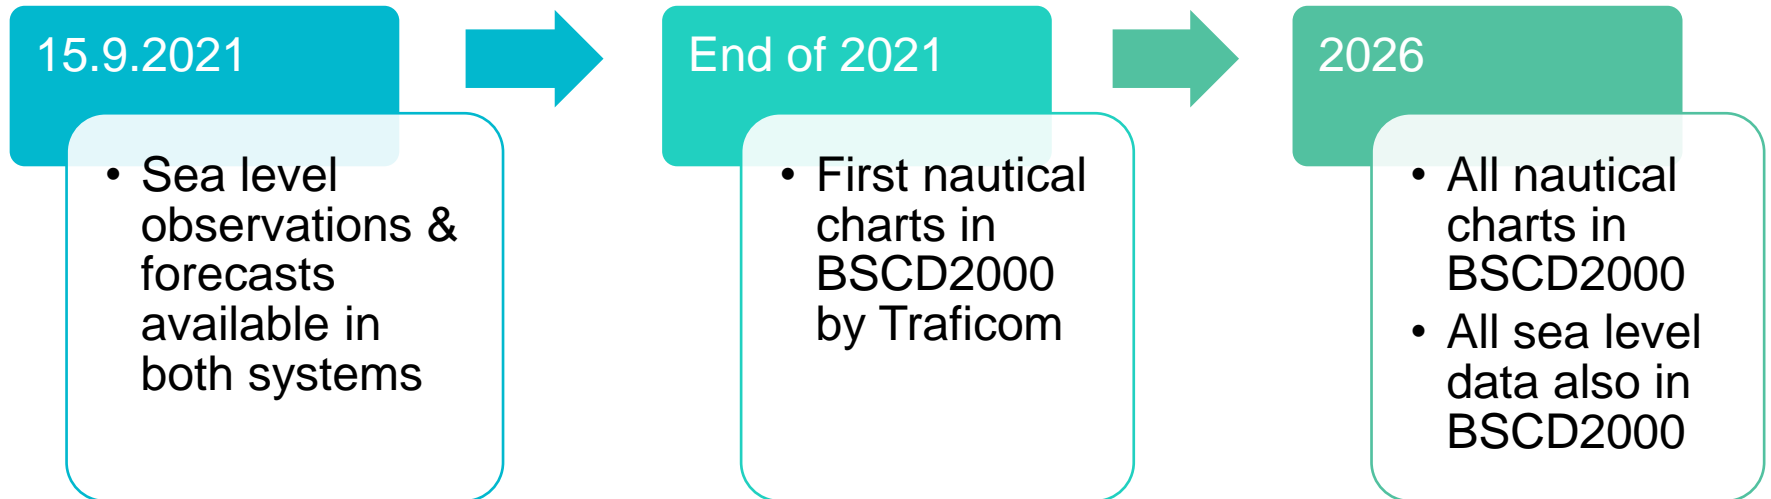 15.9.2021
• Sea level
observations &
forecasts
available in
both systems
End of 2021
• First nautical
charts in
BSCD2000
by Traficom
2026
• All nautical
charts in
BSCD2000
• All sea level
data also in
BSCD2000